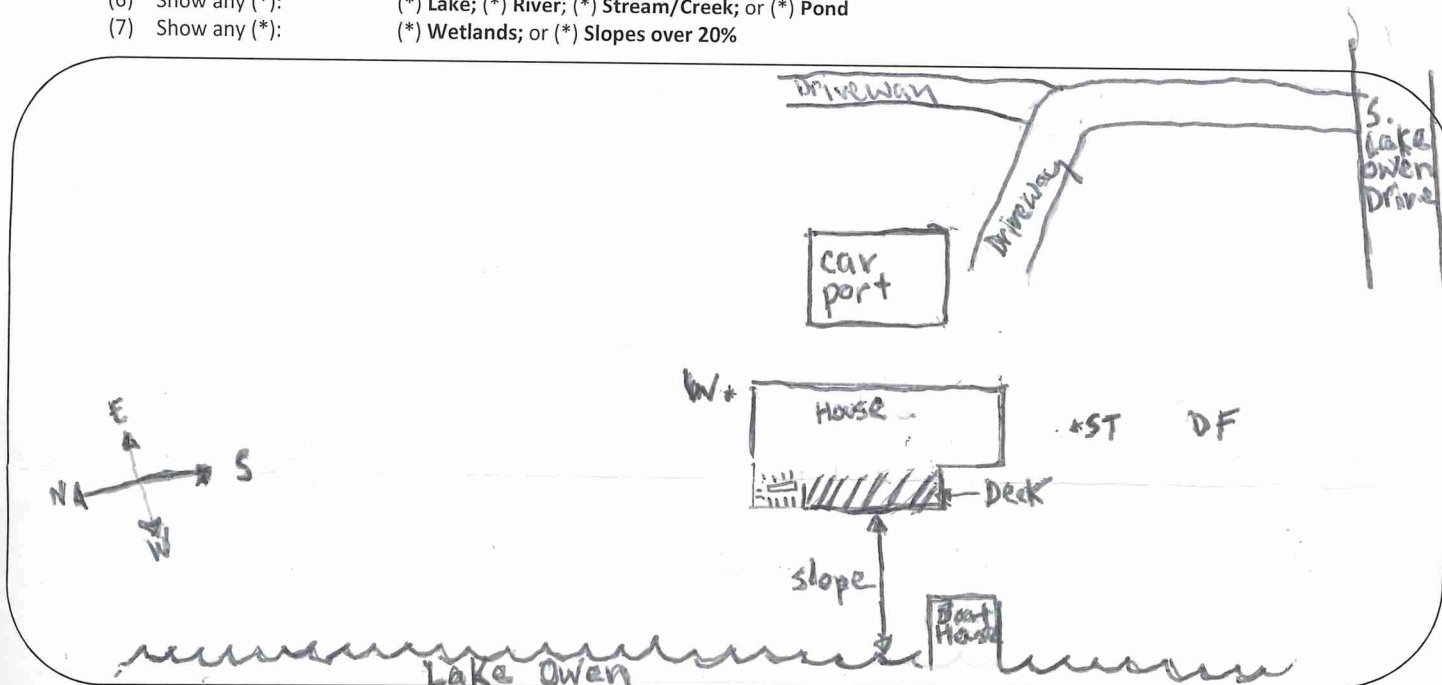 (6) Show any (*): (*) Lake; (*) River; (*) Stream/Creek; or (*) Pond
(7) Show any (*): (*) Wetlands; or (*) Slopes over 20%
Driveway
S.
Lake
Owen
Drive
Driveway
car
port
W*
House
*ST DF
E
N S
W
Deck
slope
Boat
House
Lake Owen